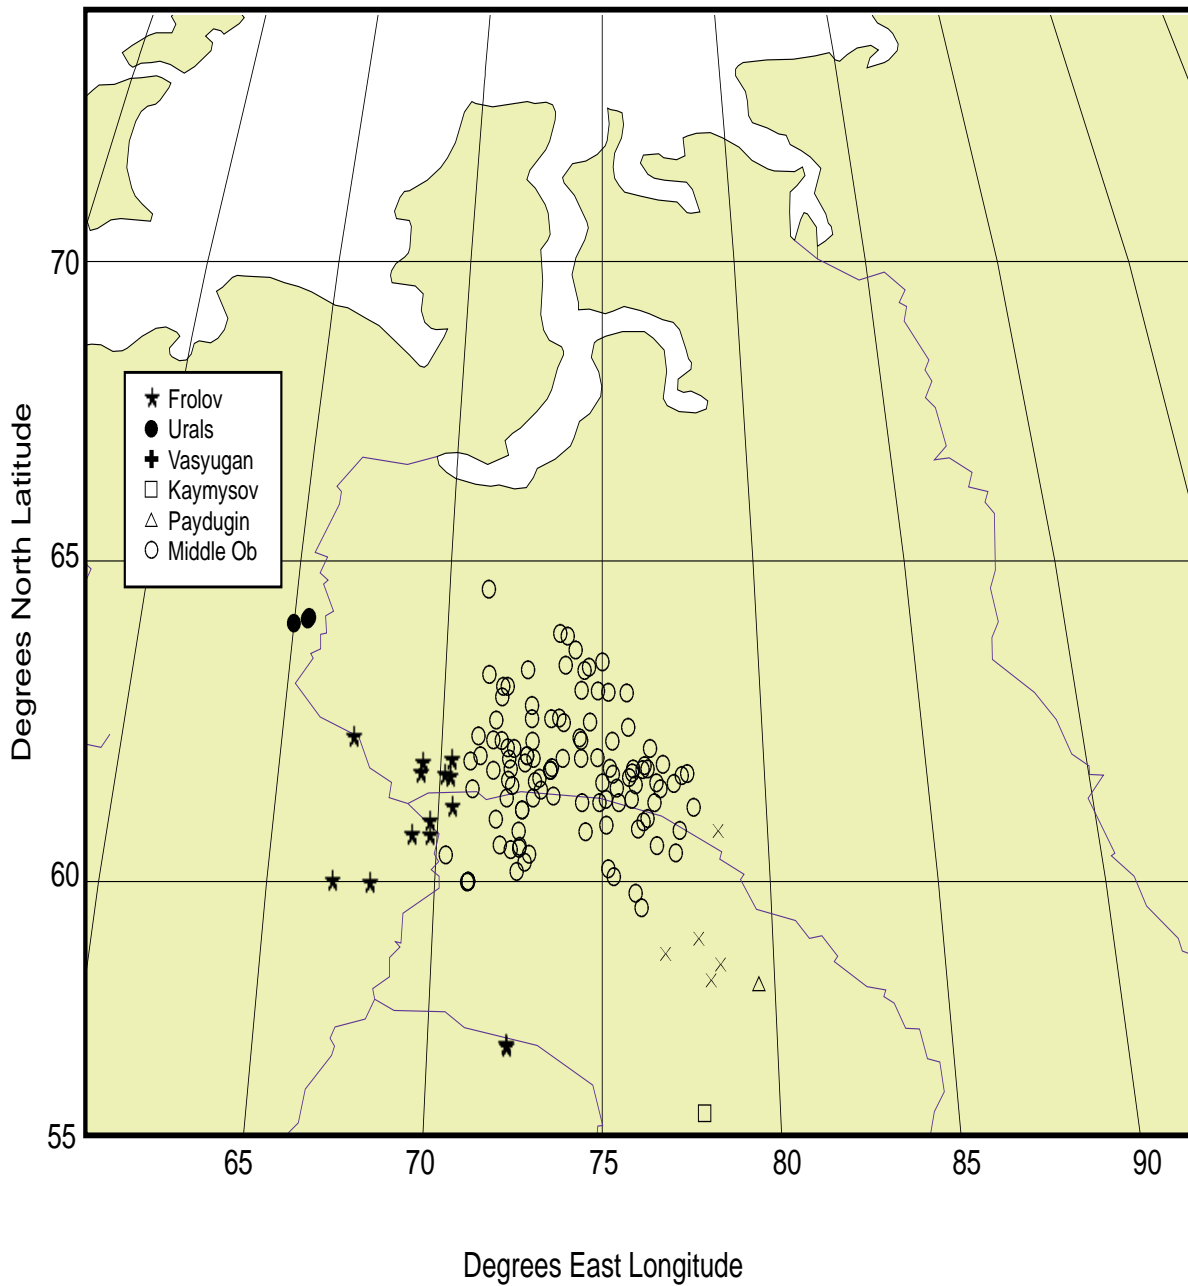 70
65
60
55
Degrees North Latitude
Frolov
Urals
Vasyugan
Kaymysov
Paydugin
Middle Ob
65 70 75 80 85 90
Degrees East Longitude